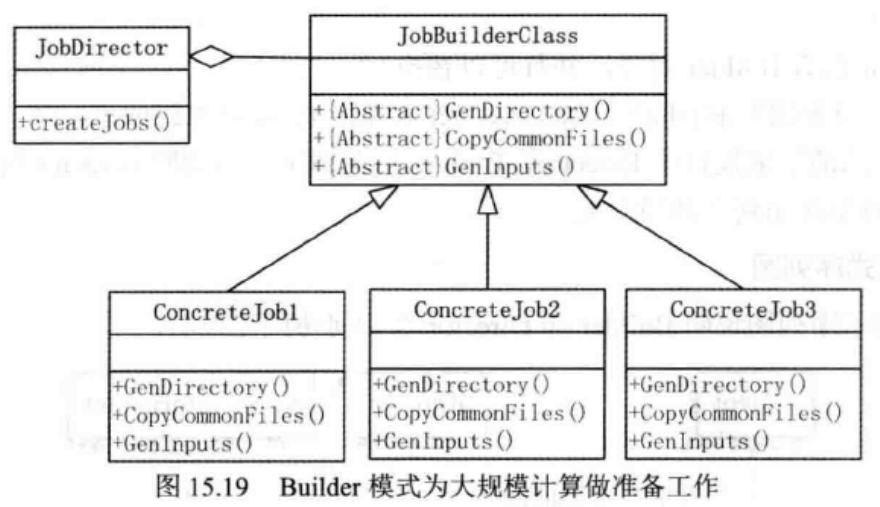 JobDirector
+createJobs()
JobBuilderClass
+{Abstract}GenDirectory()
+{Abstract}CopyCommonFiles()
+{Abstract}GenInputs()
ConcreteJob1
+GenDirectory()
+CopyCommonFiles()
+GenInputs()
ConcreteJob2
+GenDirectory()
+CopyCommonFiles()
+GenInputs()
ConcreteJob3
+GenDirectory()
+CopyCommonFiles()
+GenInputs()
图 15.19 Builder 模式为大规模计算做准备工作